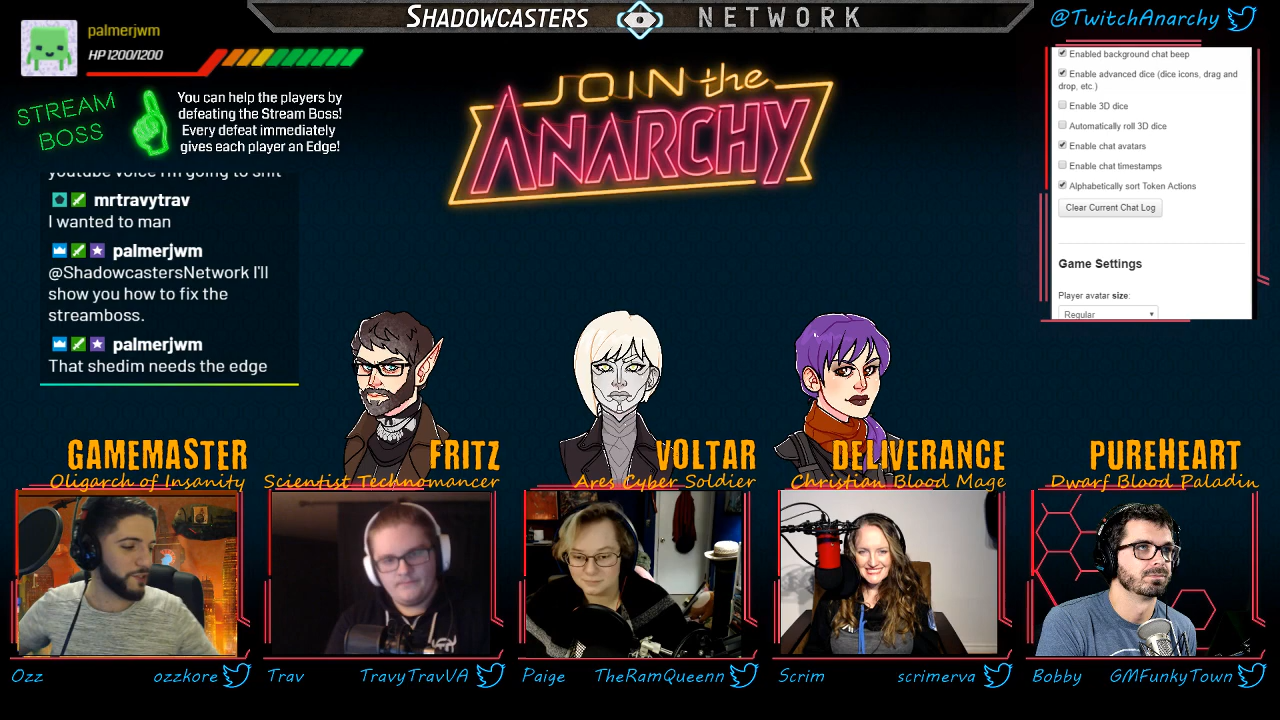 SHADOWCASTERS NETWORK
@TwitchAnarchy
palmerjwm
HP 1200/1200
STREAM
BOSS
You can help the players by
defeating the Stream Boss!
Every defeat immediately
gives each player an Edge!
JOIN the
ANARCHY
mrtravytrav
I wanted to man
palmerjwm
@ShadowcastersNetwork I'll
show you how to fix the
streamboss.
palmerjwm
That shedim needs the edge
Enabled background chat beep
Enable advanced dice (dice icons, drag and
drop, etc.)
Enable 3D dice
Automatically roll 3D dice
Enable chat avatars
Enable chat timestamps
Alphabetically sort Token Actions
Clear Current Chat Log
Game Settings
Player avatar size:
Regular
GAMEMASTER
Oligarch of Insanity
FRITZ
Scientist Technomancer
VOLTAR
Ares Cyber Soldier
DELIVERANCE
Christian Blood Mage
PUREHEART
Dwarf Blood Paladin
Ozz ozzkore
Trav TravyTravVA
Paige TheRamQueenn
Scrim scrimerva
Bobby GMFunkyTown